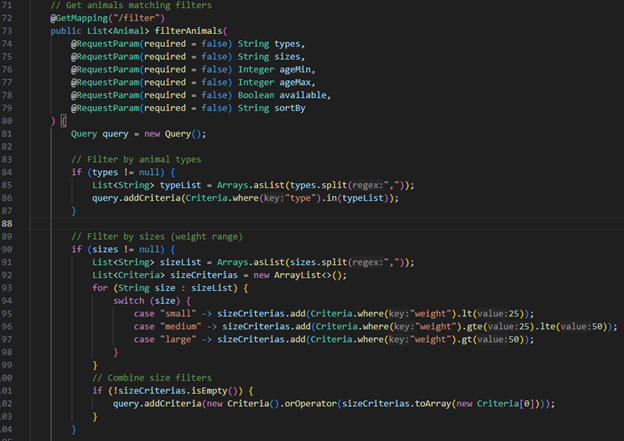 71 // Get animals matching filters
72 @GetMapping("/filter")
73 public List<Animal> filterAnimals(
74 @RequestParam(required = false) String types,
75 @RequestParam(required = false) String sizes,
76 @RequestParam(required = false) Integer ageMin,
77 @RequestParam(required = false) Integer ageMax,
78 @RequestParam(required = false) Boolean available,
79 @RequestParam(required = false) String sortBy
80 ) {
81 Query query = new Query();
82
83 // Filter by animal types
84 if (types != null) {
85 List<String> typeList = Arrays.asList(types.split(regex:","));
86 query.addCriteria(Criteria.where(key:"type").in(typeList));
87 }
88
89 // Filter by sizes (weight range)
90 if (sizes != null) {
91 List<String> sizeList = Arrays.asList(sizes.split(regex:","));
92 List<Criteria> sizeCriterias = new ArrayList<>();
93 for (String size : sizeList) {
94 switch (size) {
95 case "small" -> sizeCriterias.add(Criteria.where(key:"weight").lt(value:25));
96 case "medium" -> sizeCriterias.add(Criteria.where(key:"weight").gte(value:25).lte(value:50));
97 case "large" -> sizeCriterias.add(Criteria.where(key:"weight").gt(value:50));
98 }
99 }
100 // Combine size filters
101 if (!sizeCriterias.isEmpty()) {
102 query.addCriteria(new Criteria().orOperator(sizeCriterias.toArray(new Criteria[0])));
103 }
104 }